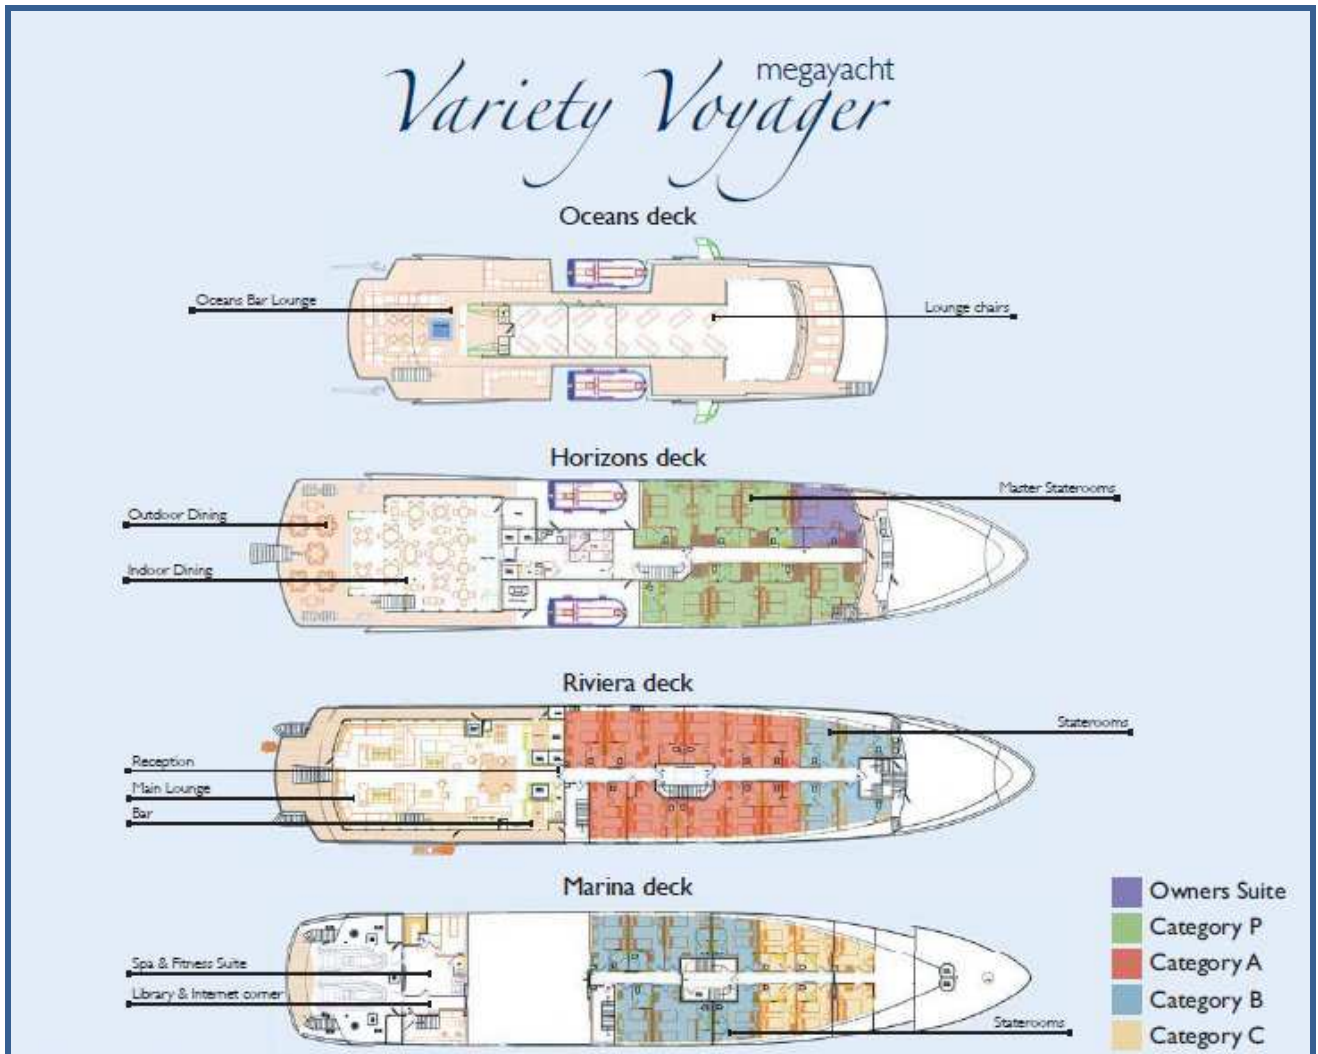 megayacht
Variety Voyager
Oceans deck
Oceans Bar Lounge
Lounge chairs
Horizons deck
Master Staterooms
Outdoor Dining
Indoor Dining
Riviera deck
Staterooms
Reception
Main Lounge
Bar
Marina deck
Owners Suite
Category P
Category A
Spa & Fitness Suite
Library & Internet corner
Category B
Staterooms
Category C